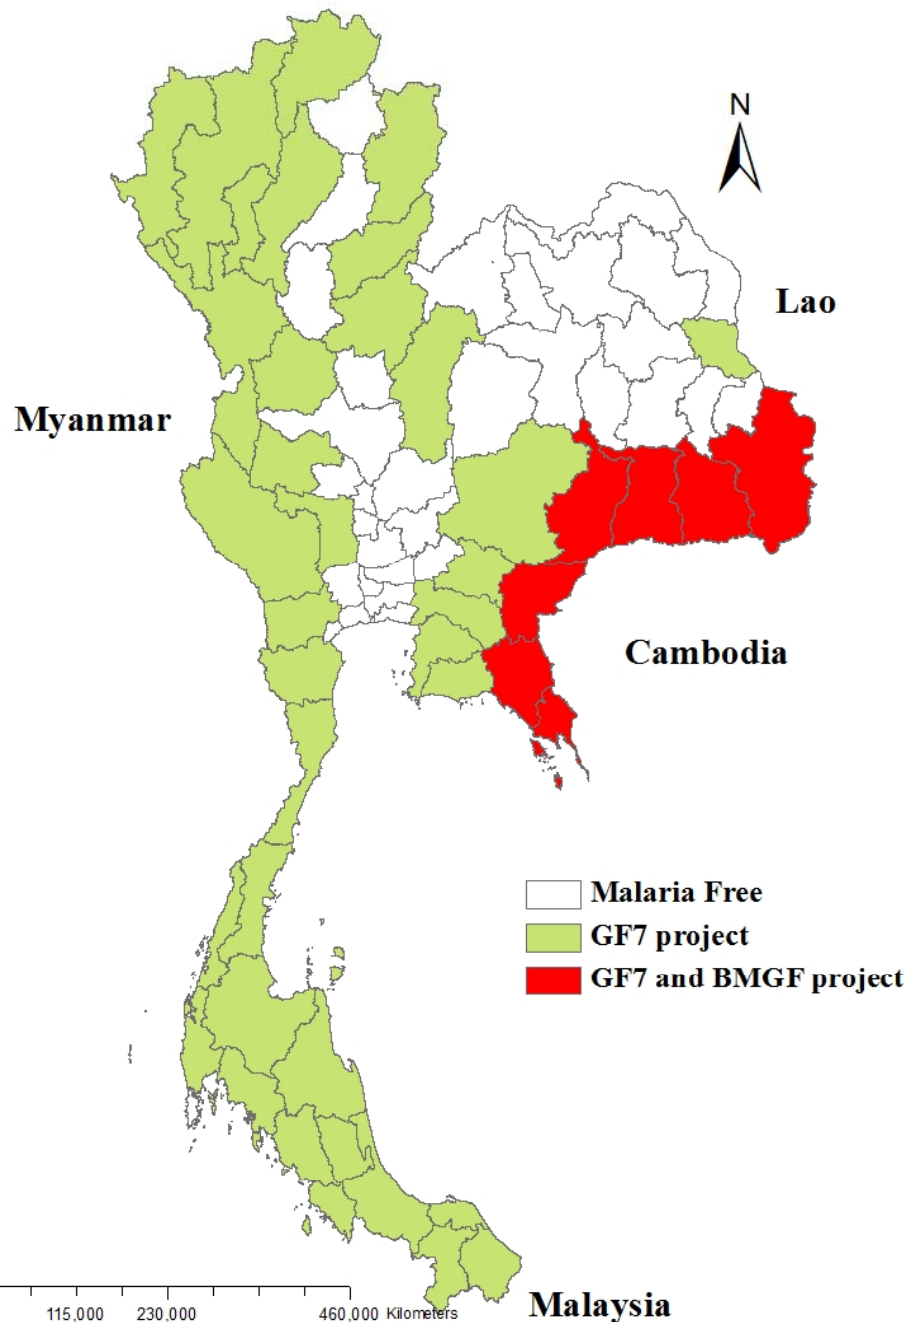 N
Lao
Myanmar
Cambodia
Malaria Free
GF7 project
GF7 and BMGF project
115,000 230,000 460,000 Kilometers
Malaysia